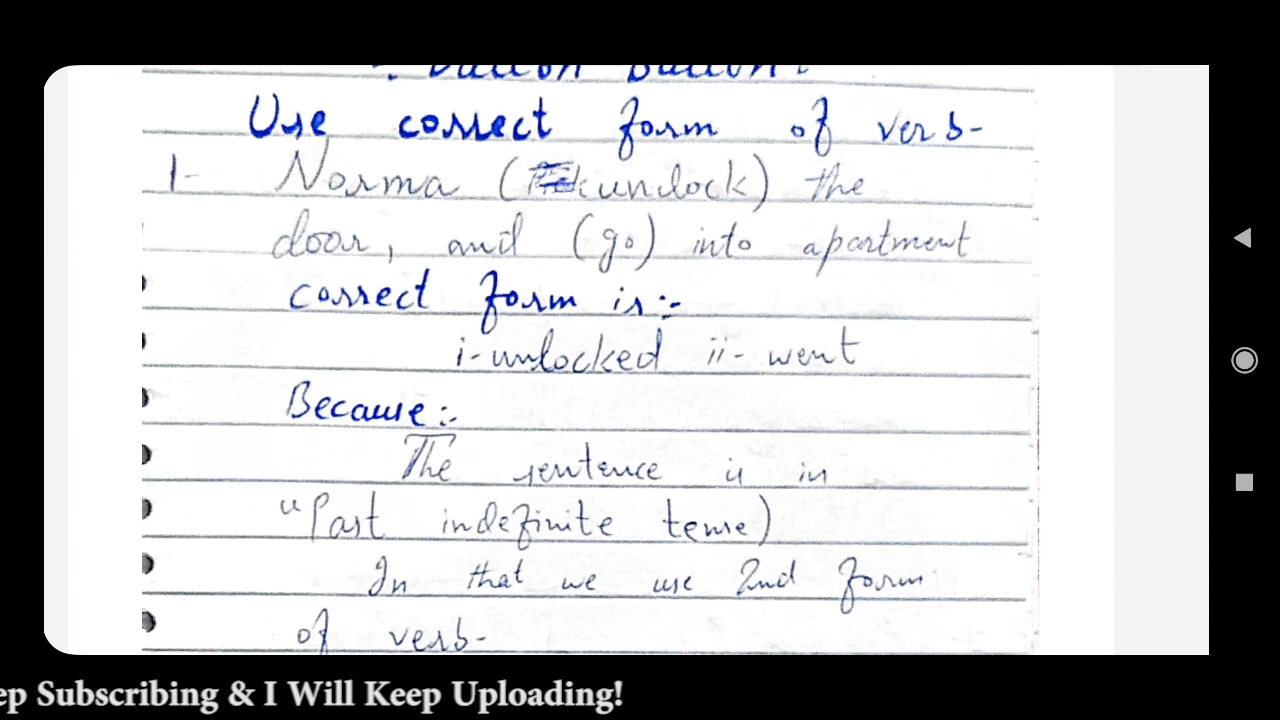 Button Button:
Use correct form of verb-
1- Norma (unlock) the
door, and (go) into apartment
correct form is:-
i-unlocked ii- went
Because:-
The sentence is in
"Past indefinite tense)
In that we use 2nd form
of verb-
ep Subscribing & I Will Keep Uploading!